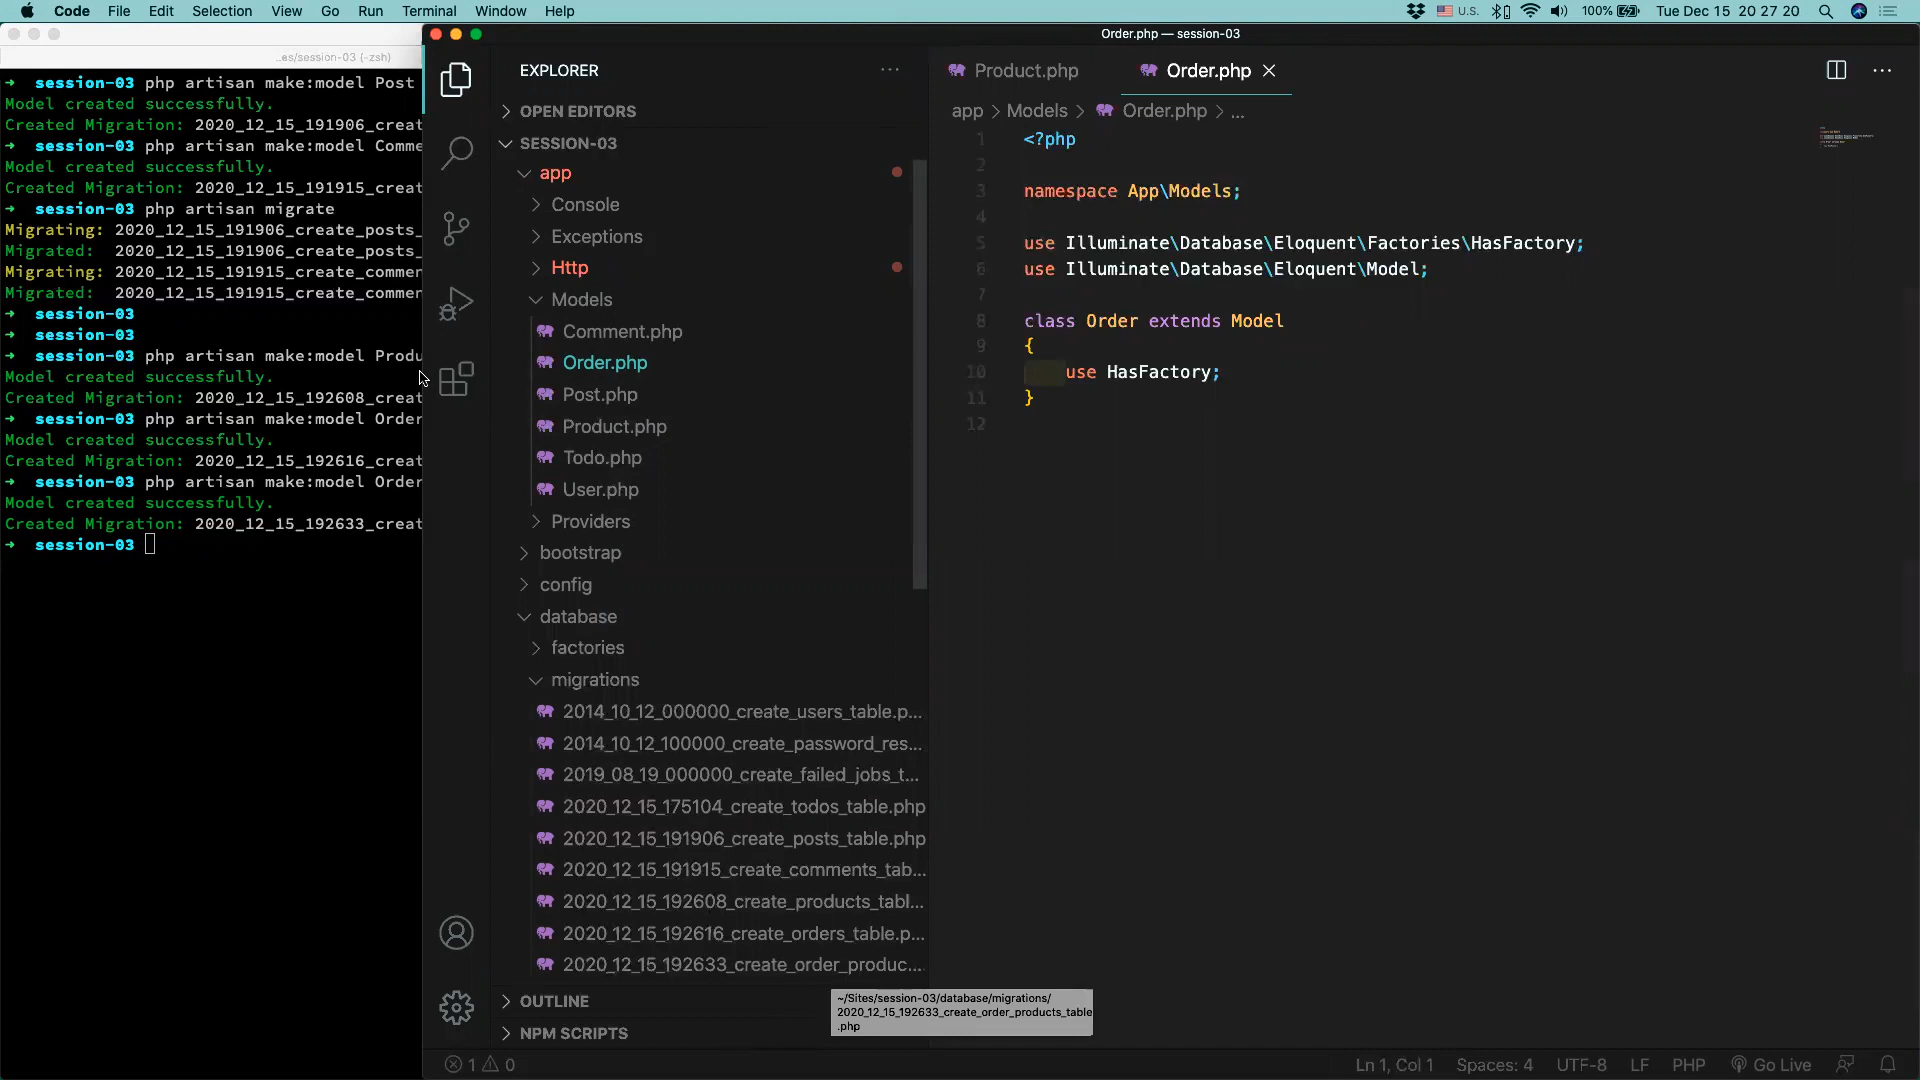 Code File Edit Selection View Go Run Terminal Window Help
U.S. 100% Tue Dec 15 20 27 20
..es/session-03 (-zsh)
➜ session-03 php artisan make:model Post
Model created successfully.
Created Migration: 2020_12_15_191906_creat
➜ session-03 php artisan make:model Comme
Model created successfully.
Created Migration: 2020_12_15_191915_creat
➜ session-03 php artisan migrate
Migrating: 2020_12_15_191906_create_posts_
Migrated: 2020_12_15_191906_create_posts_
Migrating: 2020_12_15_191915_create_commen
Migrated: 2020_12_15_191915_create_commen
➜ session-03
➜ session-03
➜ session-03 php artisan make:model Produ
Model created successfully.
Created Migration: 2020_12_15_192608_creat
➜ session-03 php artisan make:model Order
Model created successfully.
Created Migration: 2020_12_15_192616_creat
➜ session-03 php artisan make:model Order
Model created successfully.
Created Migration: 2020_12_15_192633_creat
➜ session-03
Order.php — session-03
EXPLORER
OPEN EDITORS
SESSION-03
app
Console
Exceptions
Http
Models
Comment.php
Order.php
Post.php
Product.php
Todo.php
User.php
Providers
bootstrap
config
database
factories
migrations
2014_10_12_000000_create_users_table.p...
2014_10_12_100000_create_password_res...
2019_08_19_000000_create_failed_jobs_t...
2020_12_15_175104_create_todos_table.php
2020_12_15_191906_create_posts_table.php
2020_12_15_191915_create_comments_tab...
2020_12_15_192608_create_products_tabl...
2020_12_15_192616_create_orders_table.p...
2020_12_15_192633_create_order_produc...
OUTLINE
NPM SCRIPTS
~/Sites/session-03/database/migrations/
2020_12_15_192633_create_order_products_table
.php
Product.php Order.php
app > Models > Order.php > ...
1 <?php
2
3 namespace App\Models;
4
5 use Illuminate\Database\Eloquent\Factories\HasFactory;
6 use Illuminate\Database\Eloquent\Model;
7
8 class Order extends Model
9 {
10 use HasFactory;
11 }
12
1 0 Ln 1, Col 1 Spaces: 4 UTF-8 LF PHP Go Live